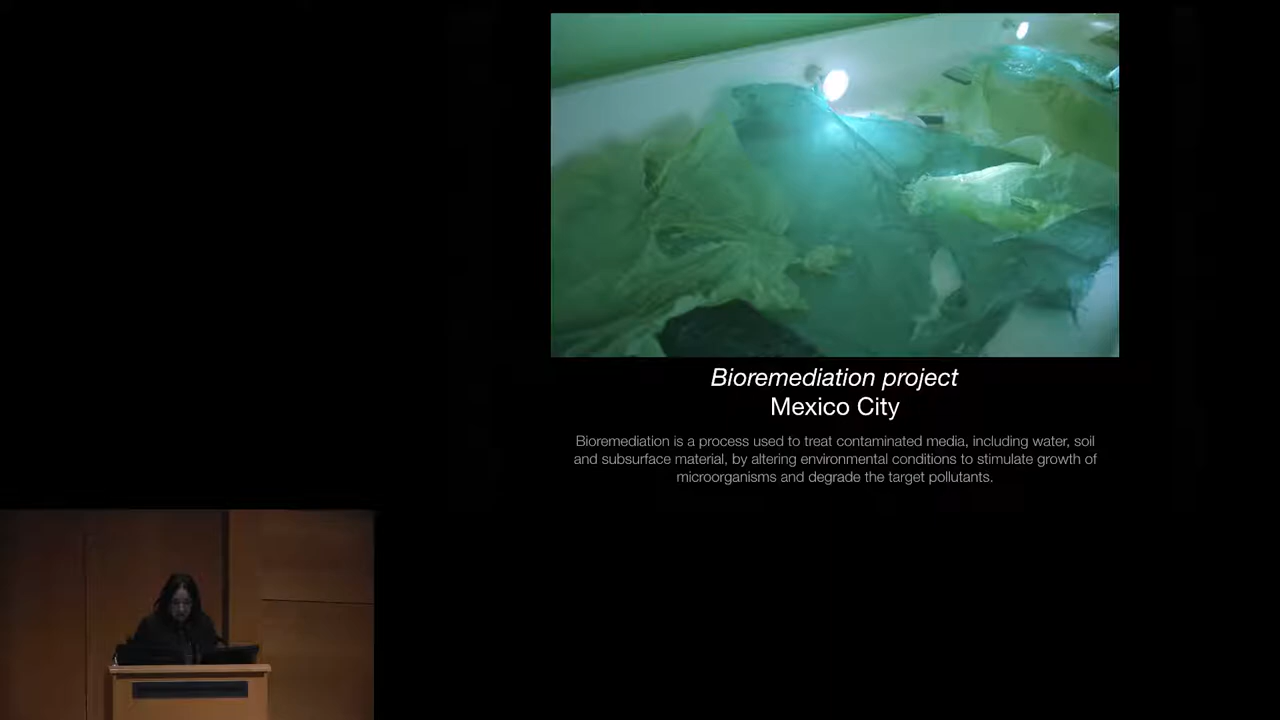 Bioremediation project
Mexico City
Bioremediation is a process used to treat contaminated media, including water, soil
and subsurface material, by altering environmental conditions to stimulate growth of
microorganisms and degrade the target pollutants.